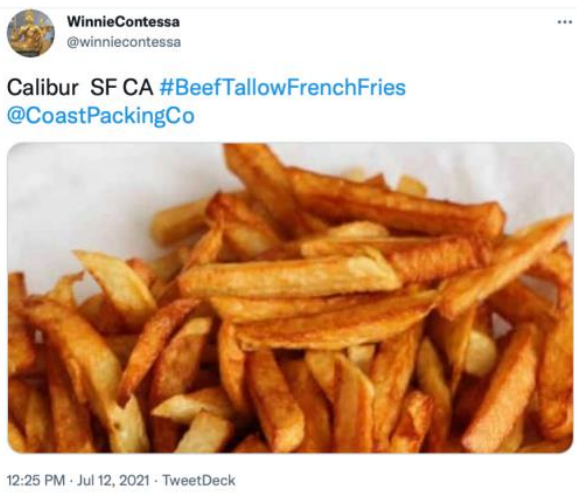 WinnieContessa
@winniecontessa
Calibur SF CA #BeefTallowFrenchFries
@CoastPackingCo
12:25 PM · Jul 12, 2021 · TweetDeck